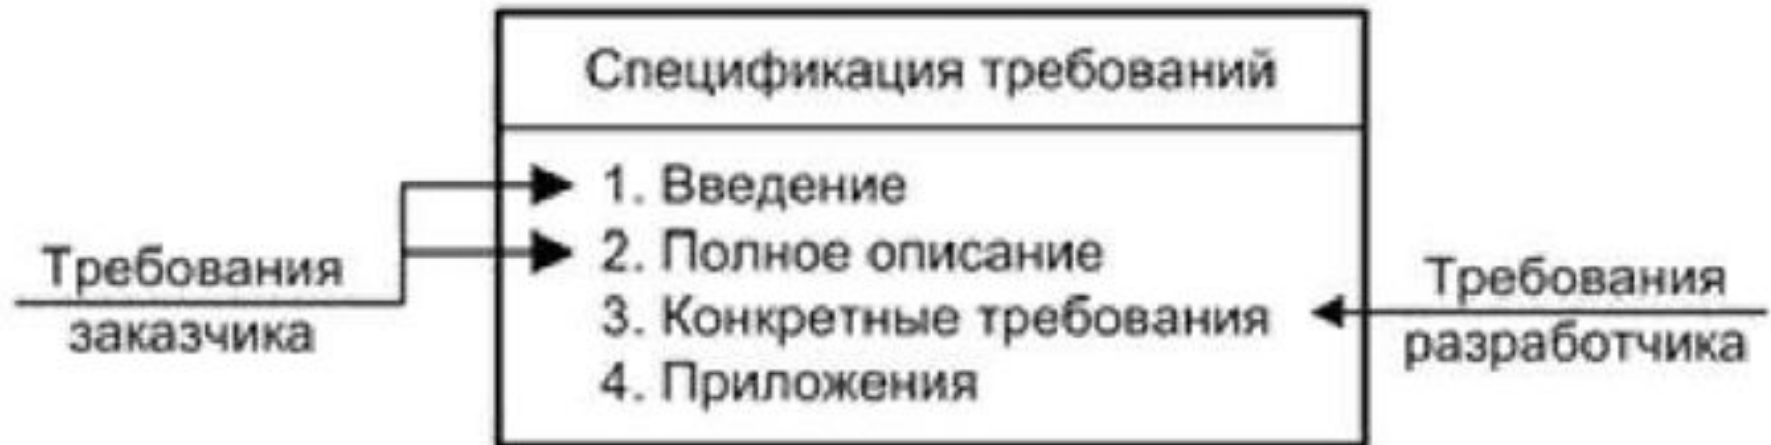 Спецификация требований
1. Введение
2. Полное описание
3. Конкретные требования
4. Приложения
Требования
заказчика
Требования
разработчика